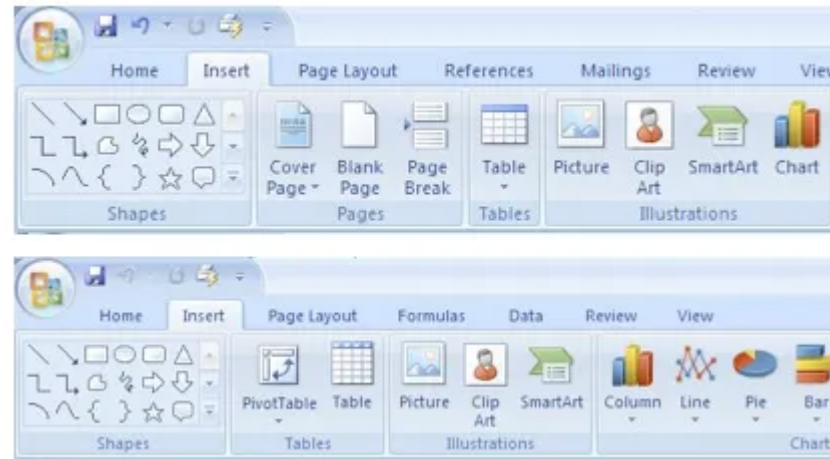 Home Insert Page Layout References Mailings Review View
Cover Page Blank Page Page Break Table Picture Clip Art SmartArt Chart
Shapes Pages Tables Illustrations
Home Insert Page Layout Formulas Data Review View
PivotTable Table Picture Clip Art SmartArt Column Line Pie Bar
Shapes Tables Illustrations Chart